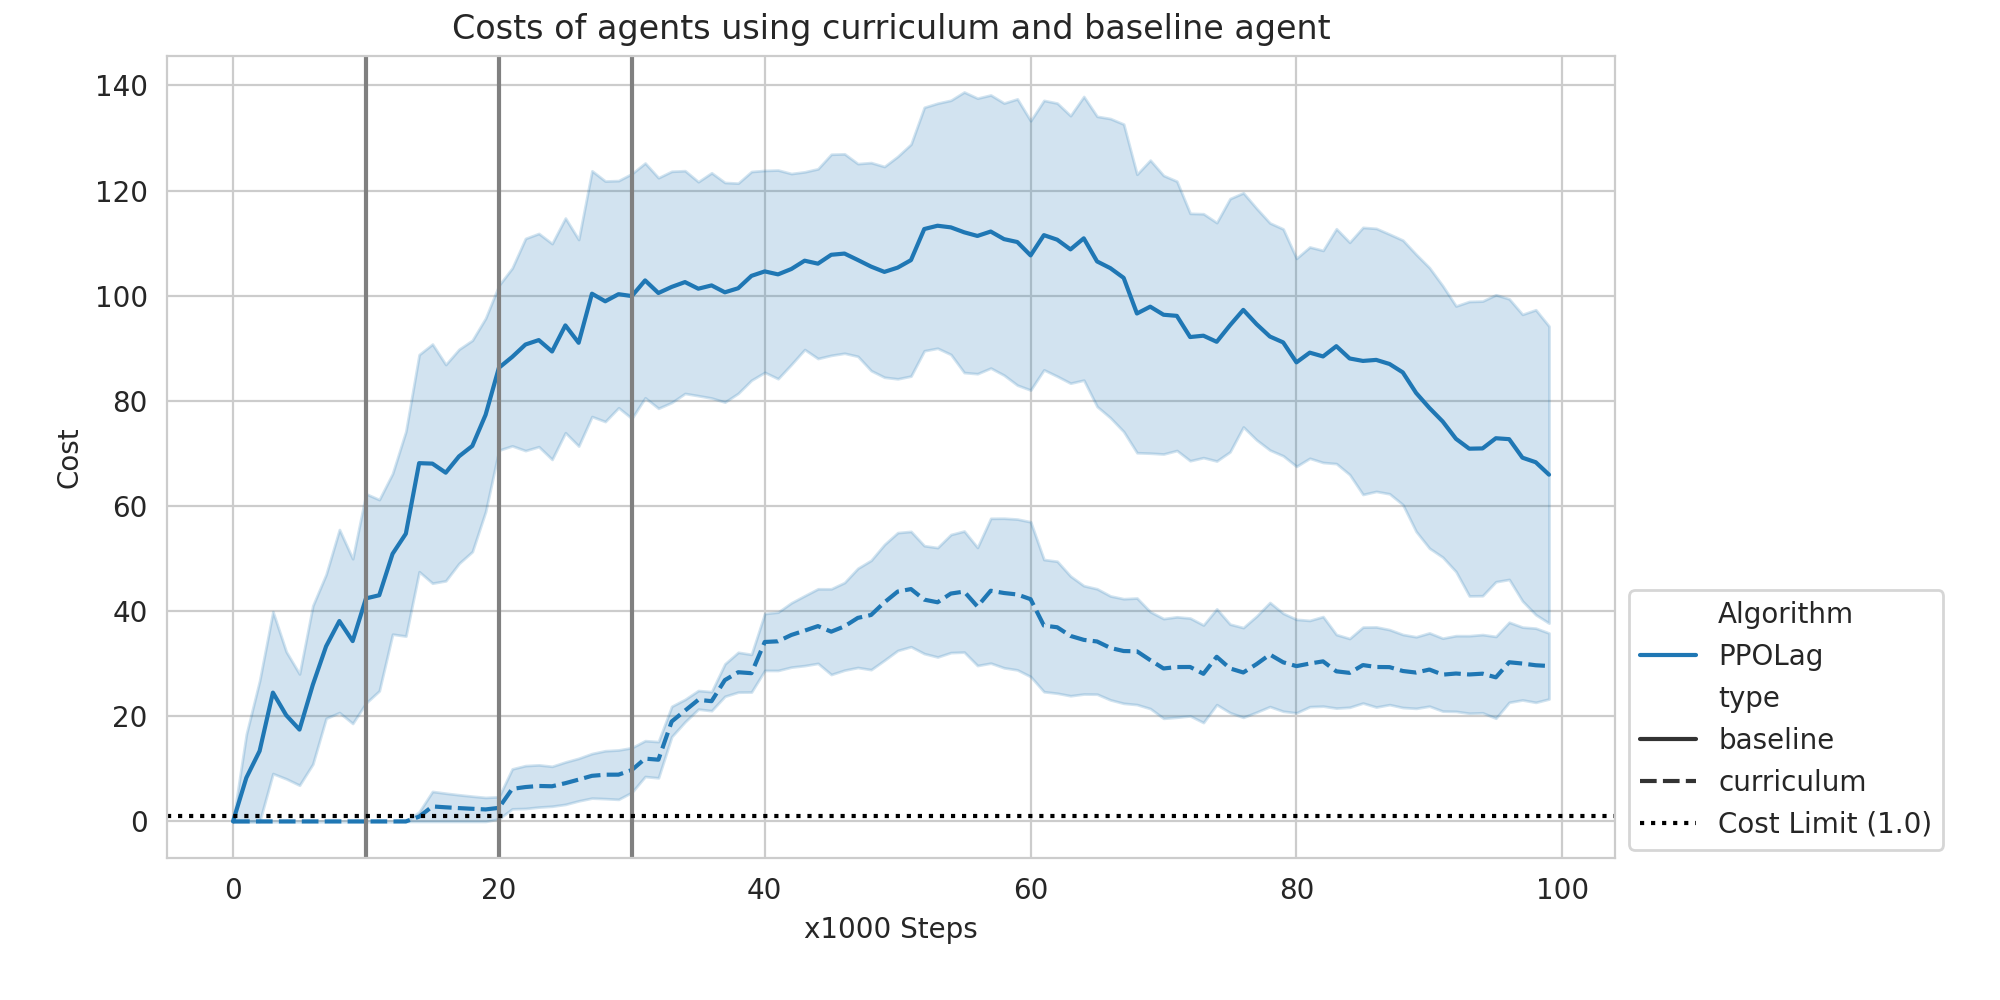 Costs of agents using curriculum and baseline agent
140
120
100
80
60
40
20
0
Cost
0 20 40 60 80 100
x1000 Steps
Algorithm
PPOLag
type
baseline
curriculum
Cost Limit (1.0)